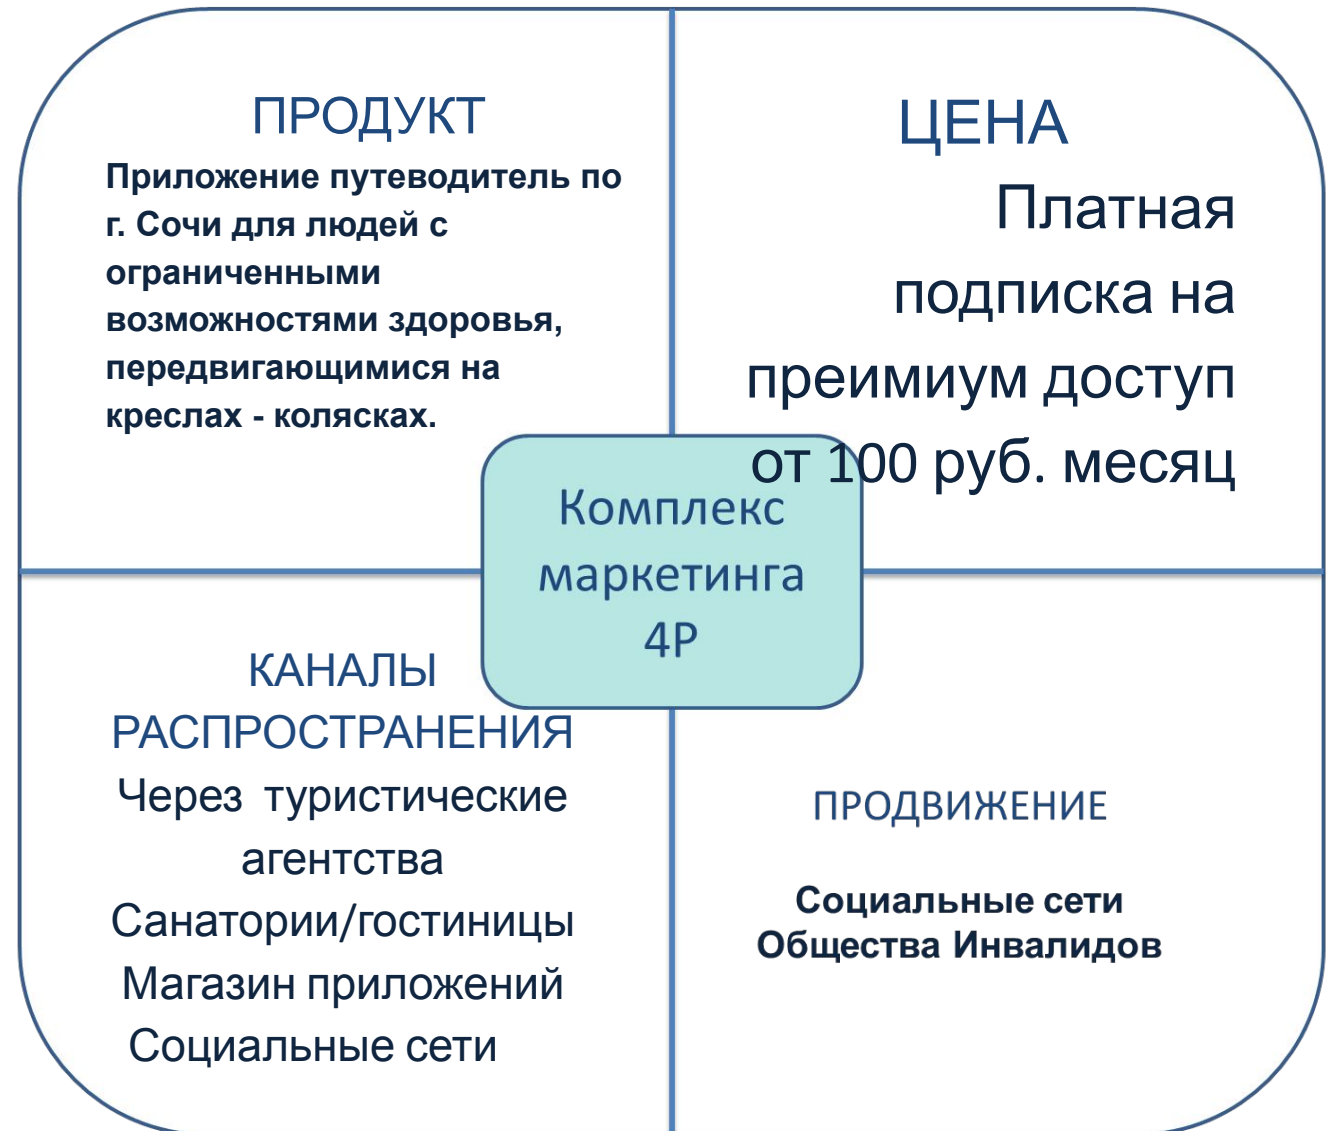 ПРОДУКТ
Приложение путеводитель по
г. Сочи для людей с
ограниченными
возможностями здоровья,
передвигающимися на
креслах - колясках.
ЦЕНА
Платная
подписка на
преимиум доступ
от 100 руб. месяц
Комплекс
маркетинга
4Р
КАНАЛЫ
РАСПРОСТРАНЕНИЯ
Через туристические
агентства
Санатории/гостиницы
Магазин приложений
Социальные сети
ПРОДВИЖЕНИЕ
Социальные сети
Общества Инвалидов